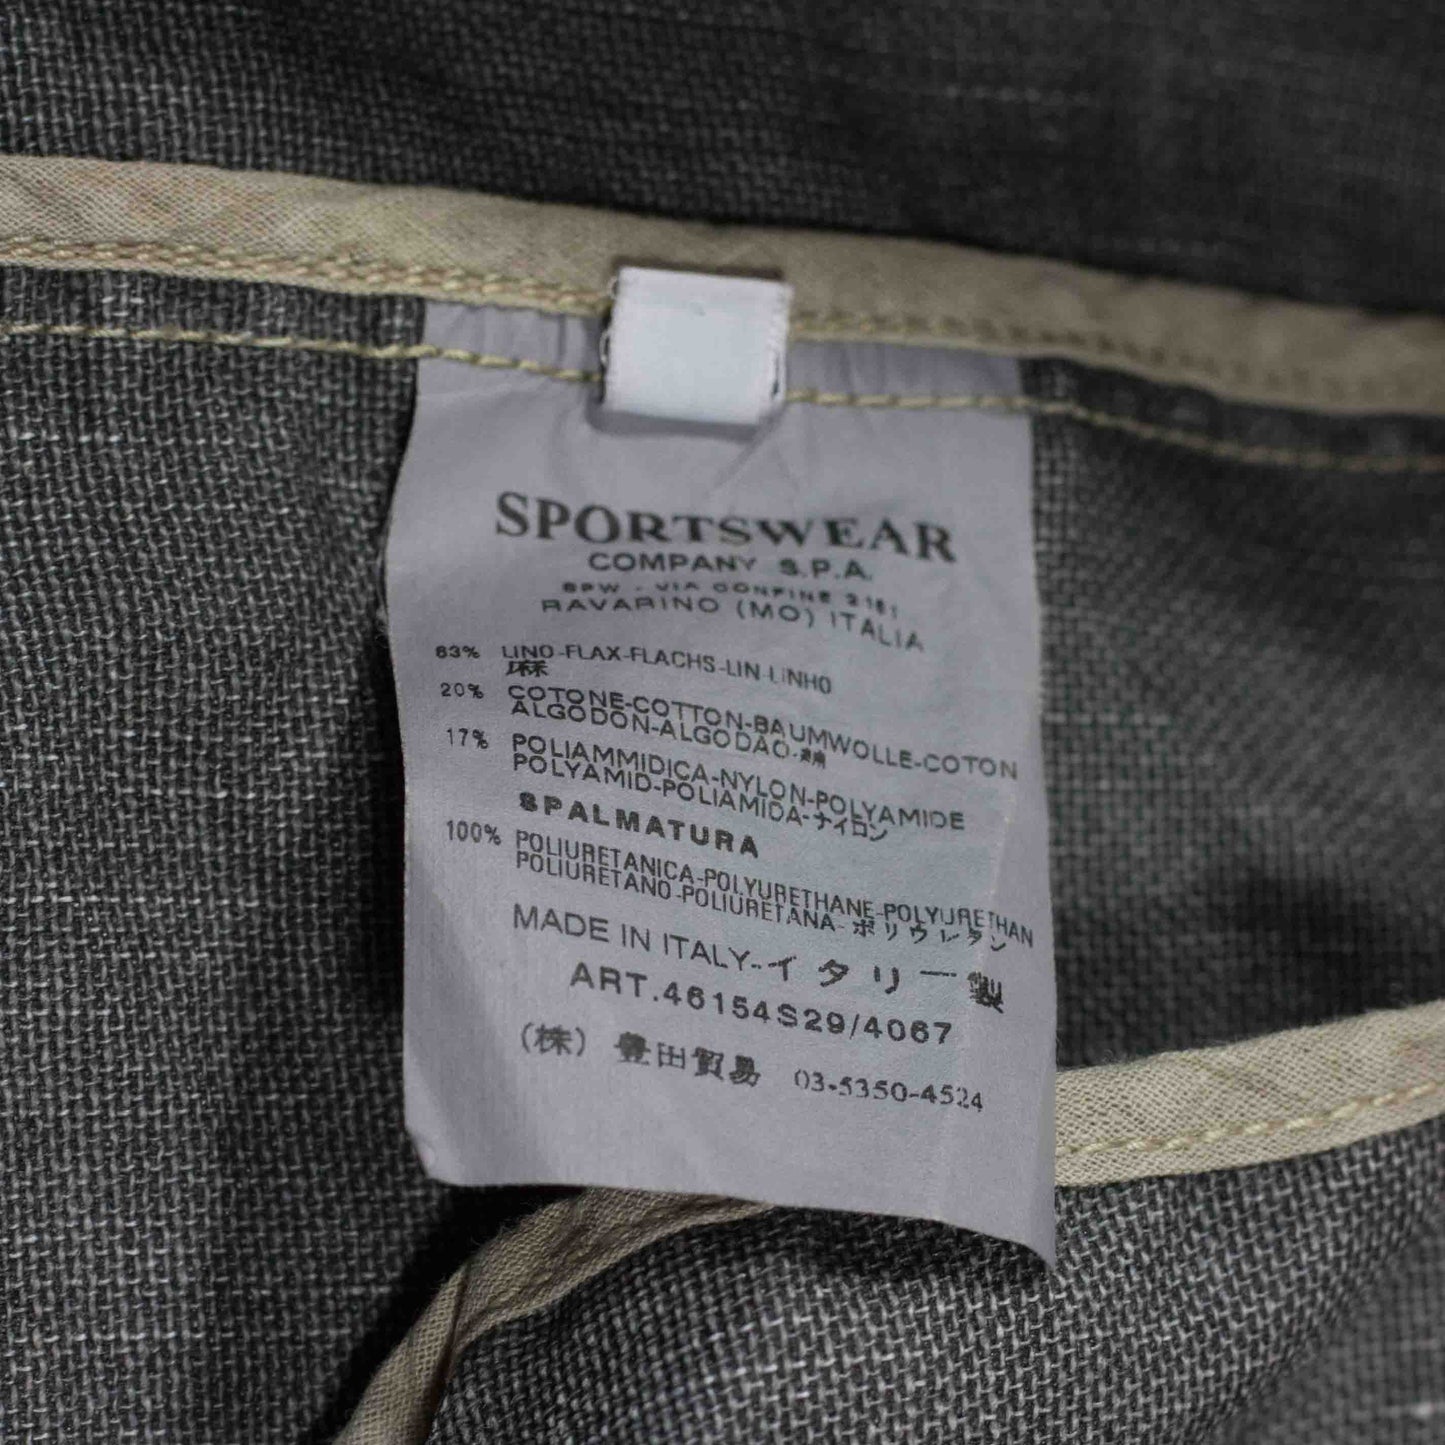 SPORTSWEAR
COMPANY S.P.A.
SPW - VIA CONFINE 2161
RAVARINO (MO) ITALIA
63% LINO-FLAX-FLACHS-LIN-LINHO
麻
20% COTONE-COTTON-BAUMWOLLE-COTON
ALGODON-ALGODAO-綿
17% POLIAMMIDICA-NYLON-POLYAMIDE
POLYAMID-POLIAMIDA-ナイロン
SPALMATURA
100% POLIURETANICA-POLYURETHANE-POLYURETHAN
POLIURETANO-POLIURETANA-ポリウレタン
MADE IN ITALY-イタリー製
ART.46154S29/4067
(株) 豊田貿易 03-5350-4524